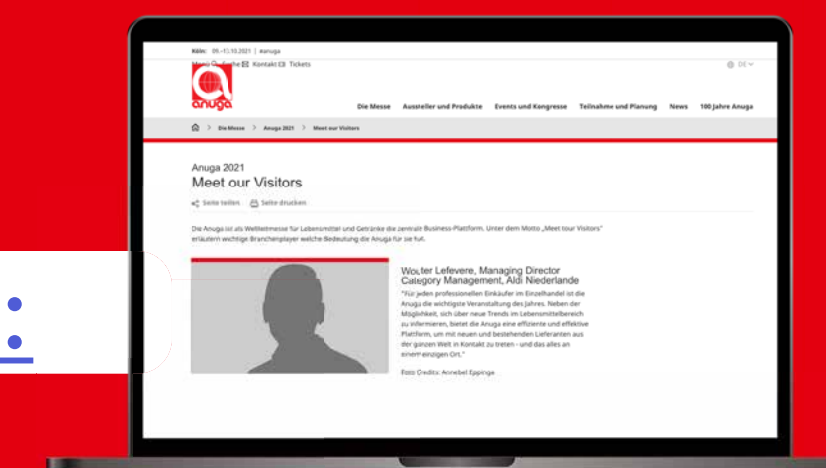 Köln: 09.-13.10.2021 | #anuga
Menü Suche Kontakt Tickets DE
anuga
Die Messe Aussteller und Produkte Events und Kongresse Teilnahme und Planung News 100 Jahre Anuga
> Die Messe > Anuga 2021 > Meet our Visitors
Anuga 2021
Meet our Visitors
Seite teilen Seite drucken
Die Anuga ist als Weltleitmesse für Lebensmittel und Getränke die zentrale Business-Plattform. Unter dem Motto „Meet tour Visitors"
erläutern wichtige Branchenplayer welche Bedeutung die Anuga für sie hat.
Wouter Lefevere, Managing Director
Category Management, Aldi Niederlande
"Für jeden professionellen Einkäufer im Einzelhandel ist die
Anuga die wichtigste Veranstaltung des Jahres. Neben der
Möglichkeit, sich über neue Trends im Lebensmittelbereich
zu informieren, bietet die Anuga eine effiziente und effektive
Plattform, um mit neuen und bestehenden Lieferanten aus
der ganzen Welt in Kontakt zu treten - und das alles an
einem einzigen Ort."
Foto Credits: Annebel Eppinga